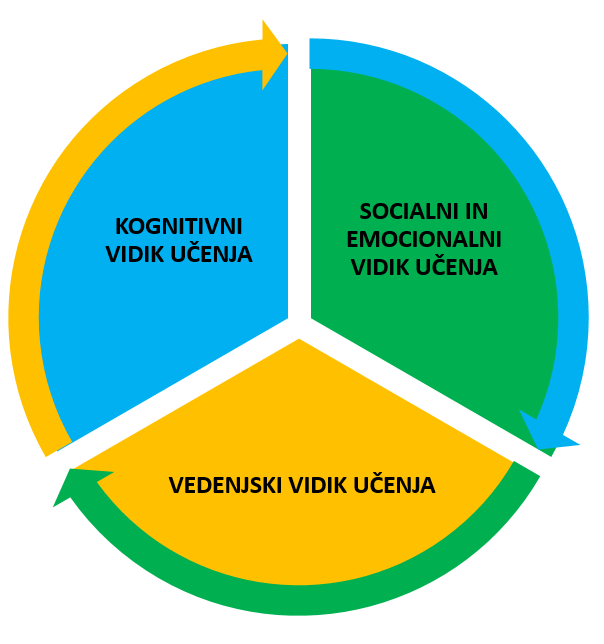 KOGNITIVNI
VIDIK UČENJA
SOCIALNI IN
EMOCIONALNI
VIDIK UČENJA
VEDENJSKI VIDIK UČENJA